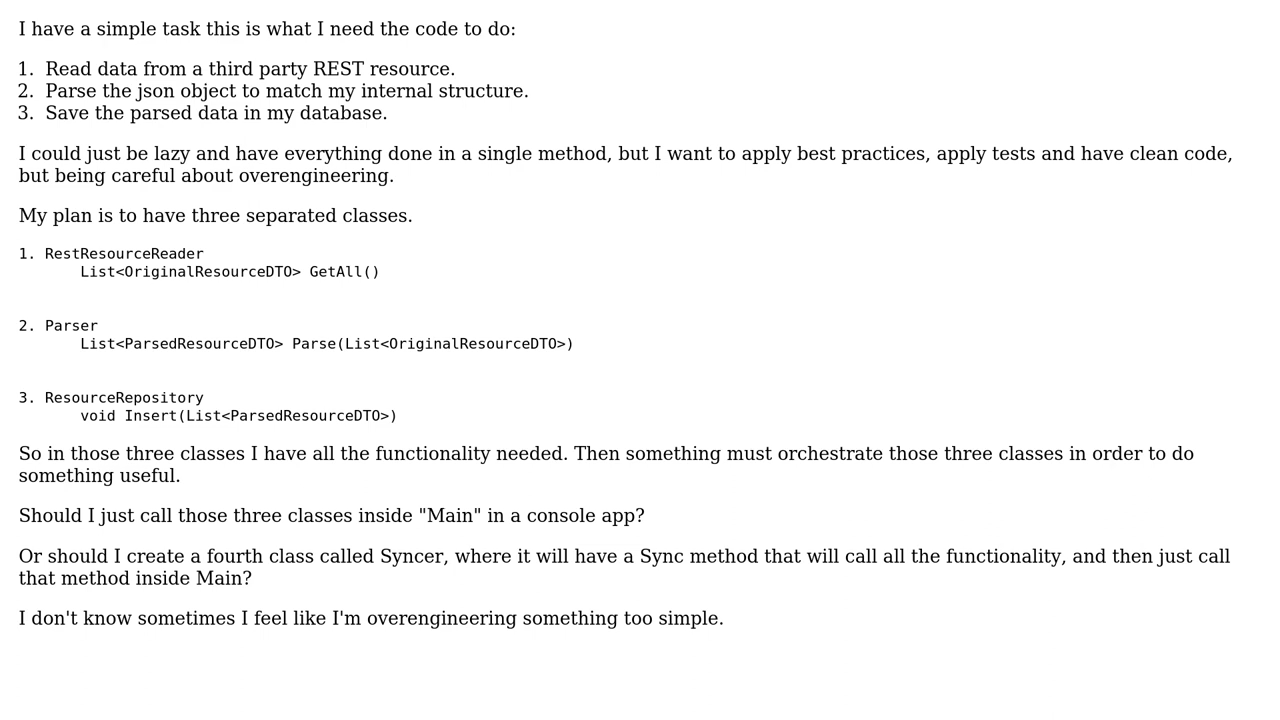 I have a simple task this is what I need the code to do:
1. Read data from a third party REST resource.
2. Parse the json object to match my internal structure.
3. Save the parsed data in my database.
I could just be lazy and have everything done in a single method, but I want to apply best practices, apply tests and have clean code,
but being careful about overengineering.
My plan is to have three separated classes.
1. RestResourceReader
List<OriginalResourceDTO> GetAll()
2. Parser
List<ParsedResourceDTO> Parse(List<OriginalResourceDTO>)
3. ResourceRepository
void Insert(List<ParsedResourceDTO>)
So in those three classes I have all the functionality needed. Then something must orchestrate those three classes in order to do
something useful.
Should I just call those three classes inside "Main" in a console app?
Or should I create a fourth class called Syncer, where it will have a Sync method that will call all the functionality, and then just call
that method inside Main?
I don't know sometimes I feel like I'm overengineering something too simple.